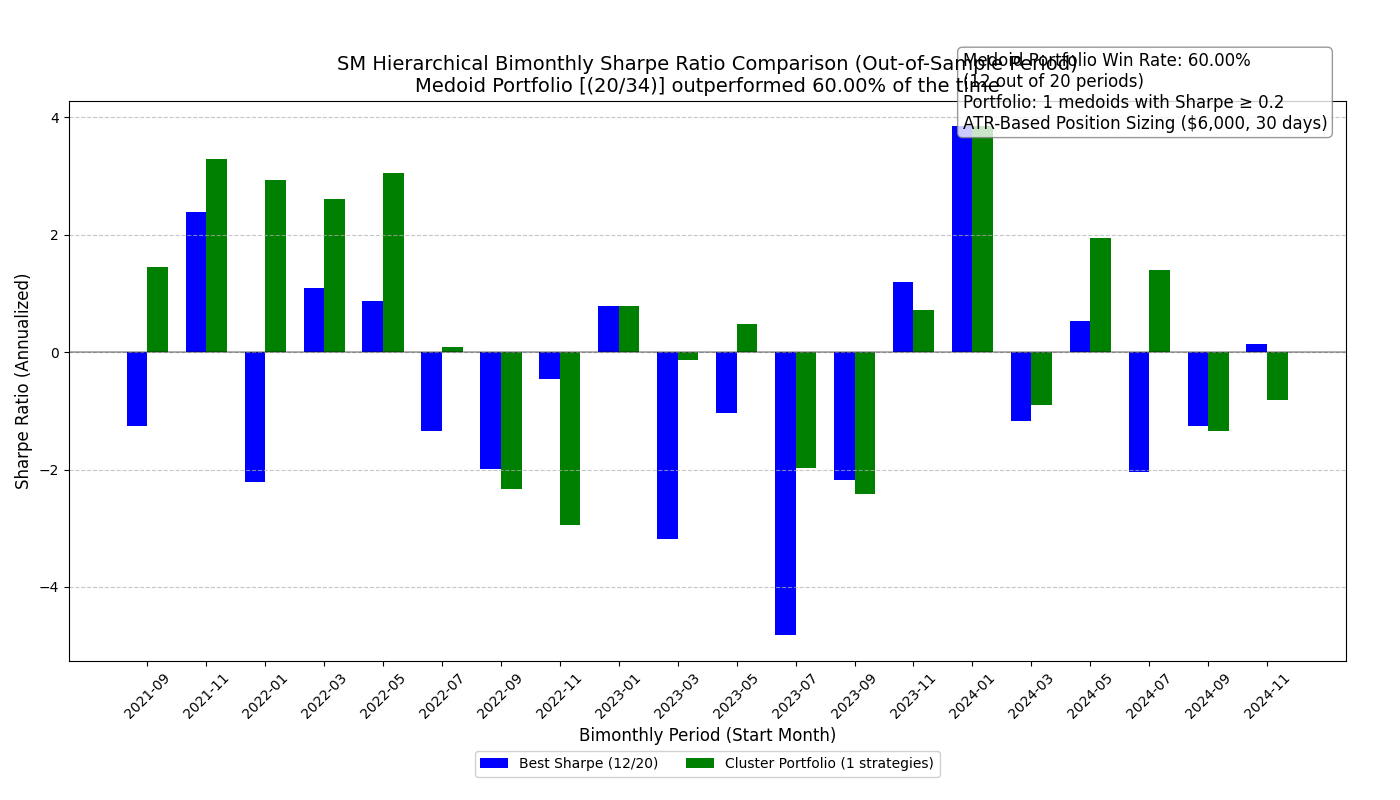 SM Hierarchical Bimonthly Sharpe Ratio Comparison (Out-of-Sample Period)
Medoid Portfolio [(20/34)] outperformed 60.00% of the time
Medoid Portfolio Win Rate: 60.00%
(12 out of 20 periods)
Portfolio: 1 medoids with Sharpe ≥ 0.2
ATR-Based Position Sizing ($6,000, 30 days)
Sharpe Ratio (Annualized)
4
2
0
−2
−4
2021-09
2021-11
2022-01
2022-03
2022-05
2022-07
2022-09
2022-11
2023-01
2023-03
2023-05
2023-07
2023-09
2023-11
2024-01
2024-03
2024-05
2024-07
2024-09
2024-11
Bimonthly Period (Start Month)
Best Sharpe (12/20)
Cluster Portfolio (1 strategies)